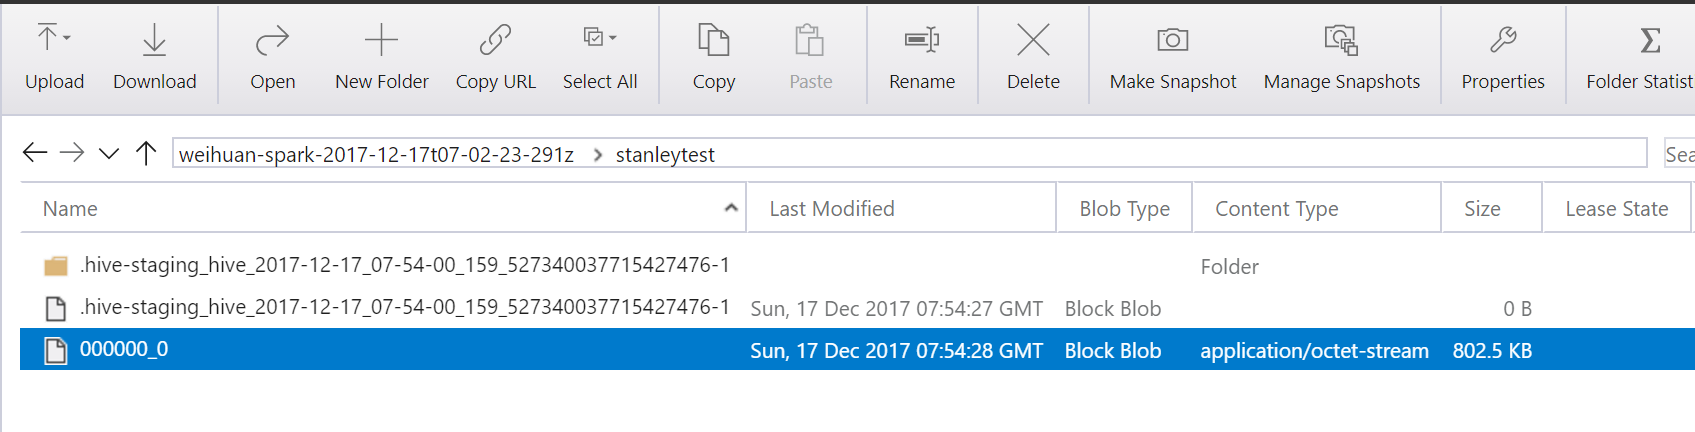 Upload Download Open New Folder Copy URL Select All Copy Paste Rename Delete Make Snapshot Manage Snapshots Properties Folder Statist
weihuan-spark-2017-12-17t07-02-23-291z > stanleytest Sea
Name Last Modified Blob Type Content Type Size Lease State
.hive-staging_hive_2017-12-17_07-54-00_159_527340037715427476-1 Folder
.hive-staging_hive_2017-12-17_07-54-00_159_527340037715427476-1 Sun, 17 Dec 2017 07:54:27 GMT Block Blob 0 B
000000_0 Sun, 17 Dec 2017 07:54:28 GMT Block Blob application/octet-stream 802.5 KB